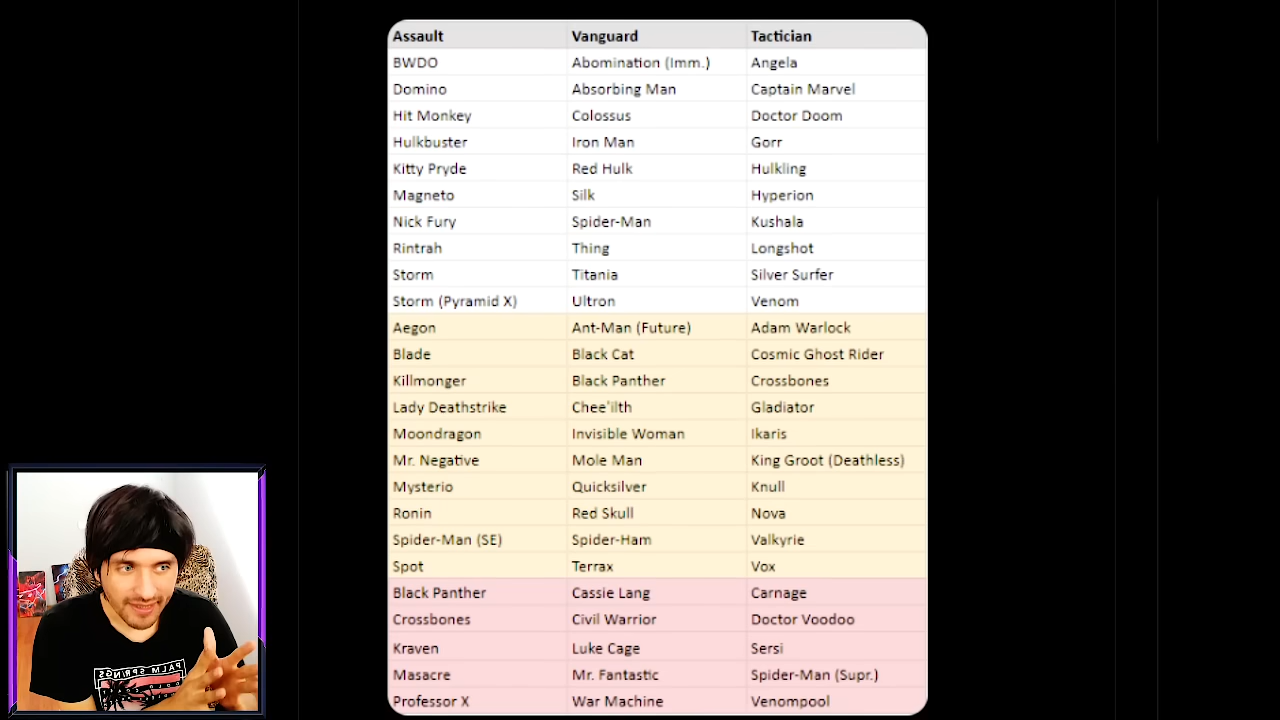 Assault Vanguard Tactician
BWDO Abomination (Imm.) Angela
Domino Absorbing Man Captain Marvel
Hit Monkey Colossus Doctor Doom
Hulkbuster Iron Man Gorr
Kitty Pryde Red Hulk Hulkling
Magneto Silk Hyperion
Nick Fury Spider-Man Kushala
Rintrah Thing Longshot
Storm Titania Silver Surfer
Storm (Pyramid X) Ultron Venom
Aegon Ant-Man (Future) Adam Warlock
Blade Black Cat Cosmic Ghost Rider
Killmonger Black Panther Crossbones
Lady Deathstrike Chee'ilth Gladiator
Moondragon Invisible Woman Ikaris
Mr. Negative Mole Man King Groot (Deathless)
Mysterio Quicksilver Knull
Ronin Red Skull Nova
Spider-Man (SE) Spider-Ham Valkyrie
Spot Terrax Vox
Black Panther Cassie Lang Carnage
Crossbones Civil Warrior Doctor Voodoo
Kraven Luke Cage Sersi
Masacre Mr. Fantastic Spider-Man (Supr.)
Professor X War Machine Venompool
PALM SPRINGS